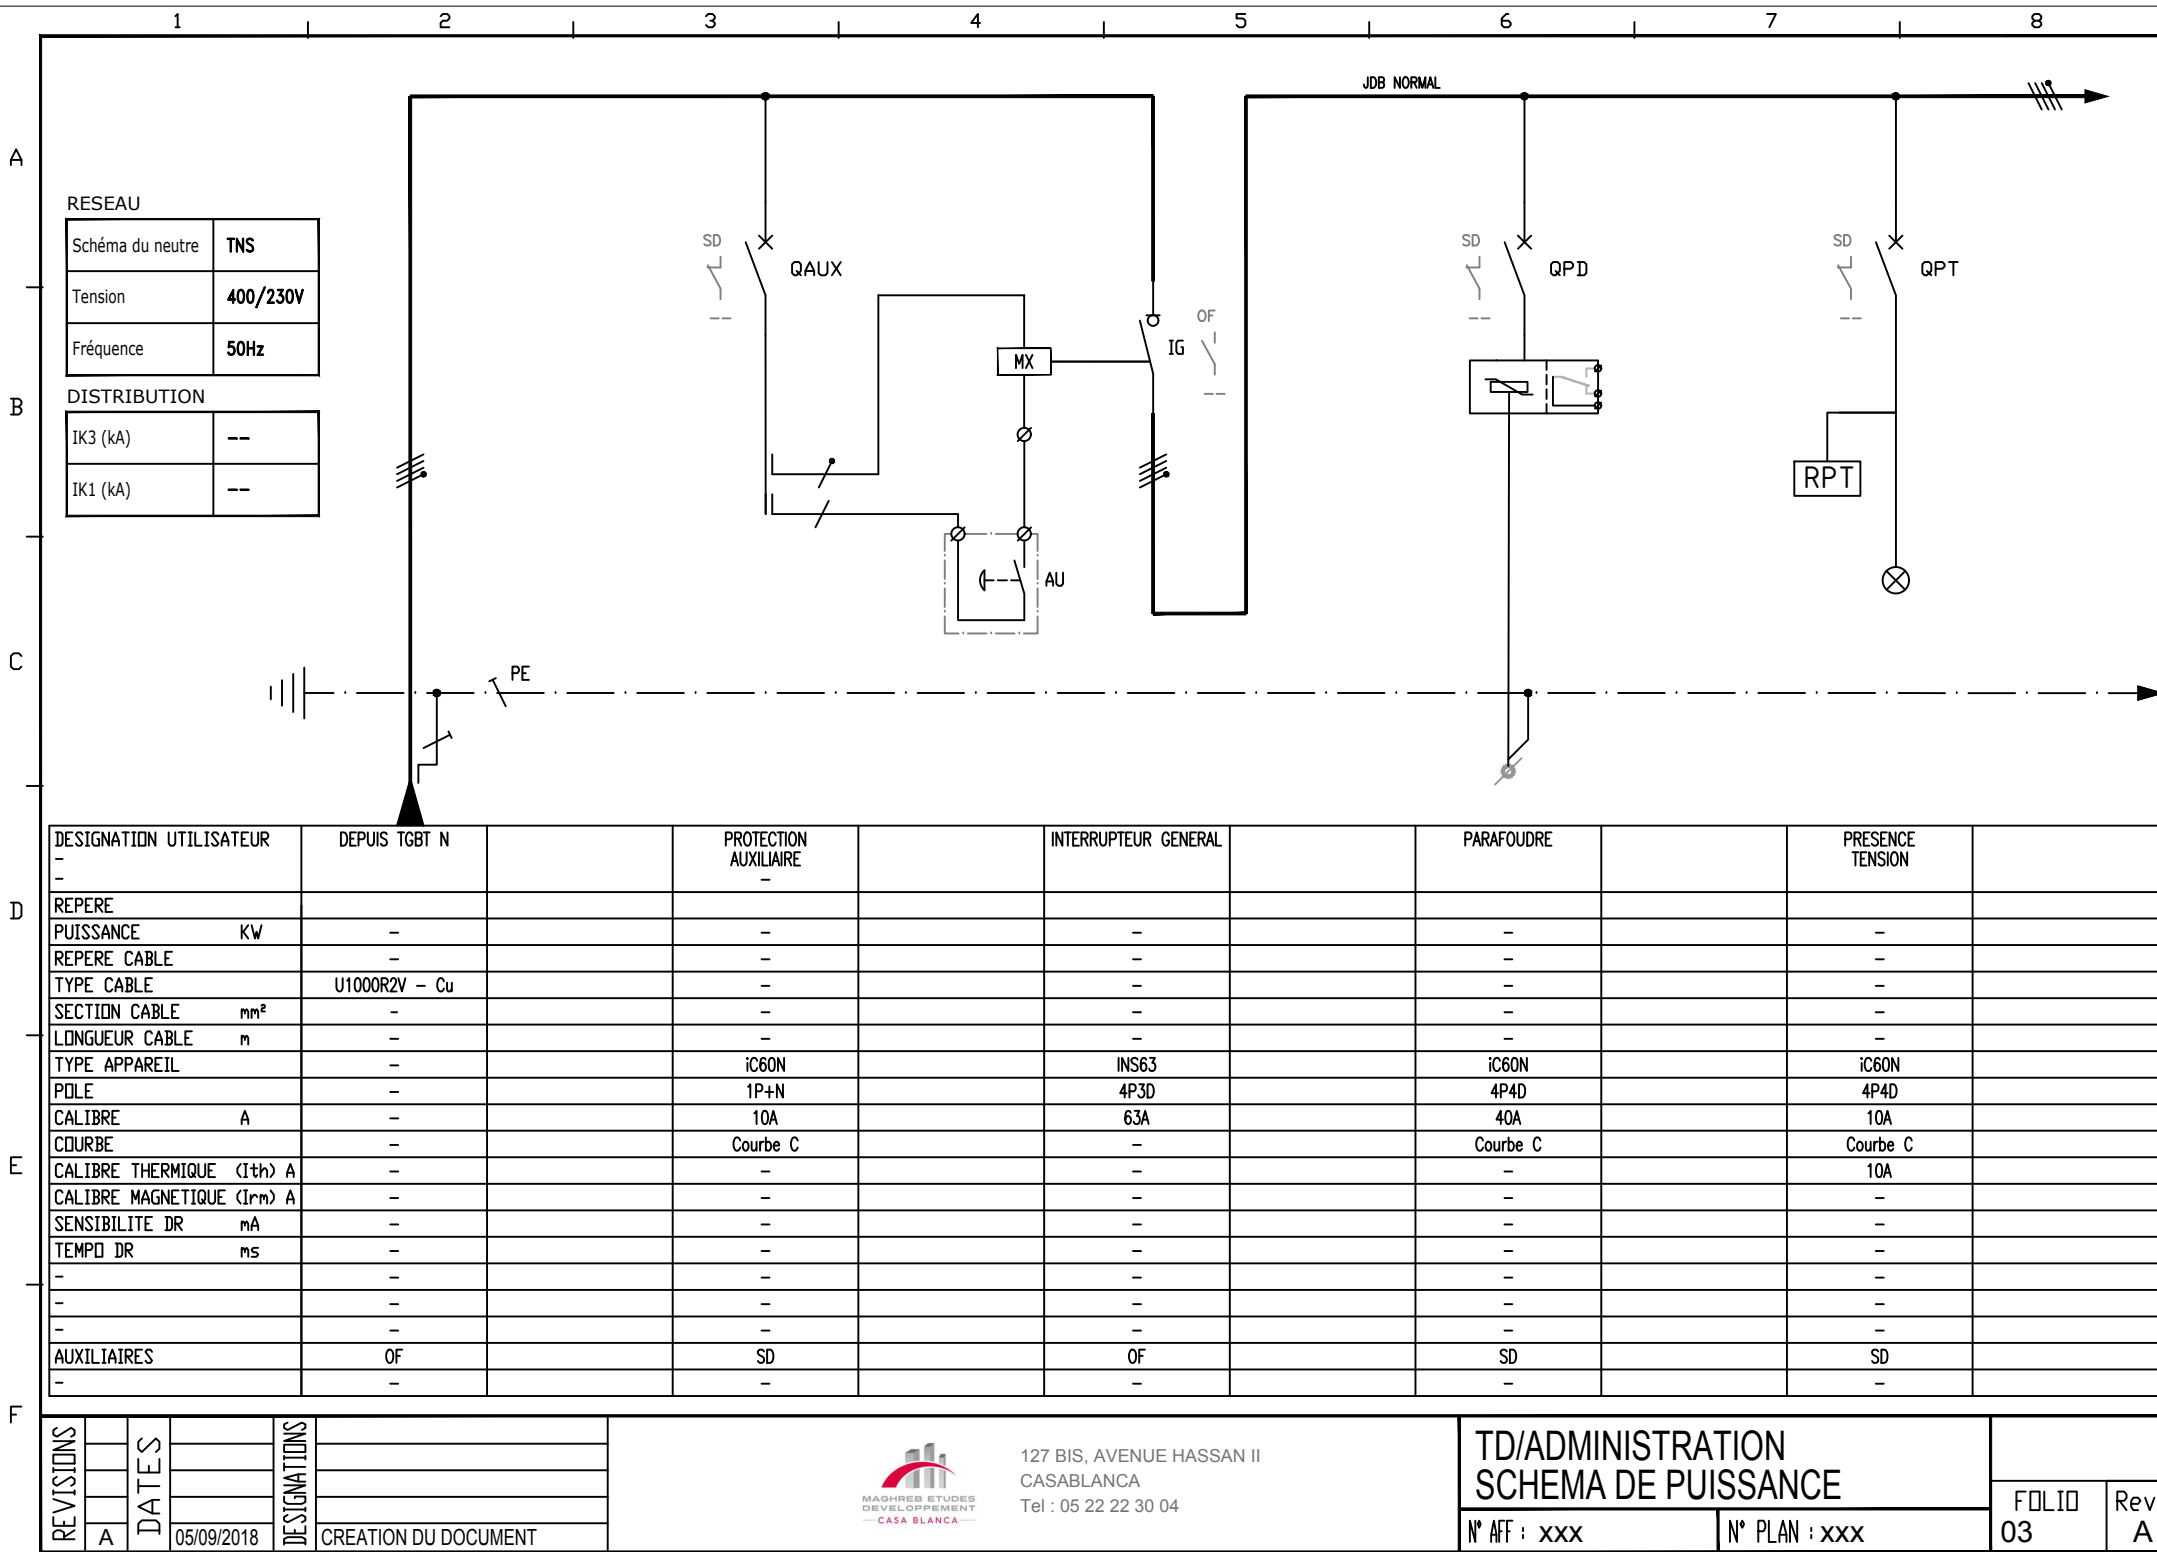 1 2 3 4 5 6 7 8
JDB NORMAL
A
RESEAU
Schéma du neutre TNS
Tension 400/230V
Fréquence 50Hz
DISTRIBUTION
IK3 (kA) --
IK1 (kA) --
SD QAUX
--
MX
IG
OF
--
SD QPD
--
SD QPT
--
RPT
B
AU
C
PE
DESIGNATION UTILISATEUR DEPUIS TGBT N PROTECTION INTERRUPTEUR GENERAL PARAFOUDRE PRESENCE
- AUXILIAIRE TENSION
- -
D
REPERE
PUISSANCE KW - - - - -
REPERE CABLE - - - - -
TYPE CABLE U1000R2V - Cu - - - -
SECTION CABLE mm² - - - - -
LONGUEUR CABLE m - - - - -
TYPE APPAREIL - iC60N INS63 iC60N iC60N
POLE - 1P+N 4P3D 4P4D 4P4D
CALIBRE A - 10A 63A 40A 10A
COURBE - Courbe C - Courbe C Courbe C
E
CALIBRE THERMIQUE (Ith) A - - - - 10A
CALIBRE MAGNETIQUE (Irm) A - - - - -
SENSIBILITE DR mA - - - - -
TEMPO DR ms - - - - -
- - - - - -
- - - - - -
- - - - - -
AUXILIAIRES OF SD OF SD SD
- - - - - -
F
REVISIONS
A
DATES
05/09/2018
DESIGNATIONS
CREATION DU DOCUMENT
MAGHREB ETUDES
DEVELOPPEMENT
CASA BLANCA
127 BIS, AVENUE HASSAN II
CASABLANCA
Tel : 05 22 22 30 04
TD/ADMINISTRATION
SCHEMA DE PUISSANCE
N° AFF : XXX
N° PLAN : XXX
FOLIO
03
Rev
A